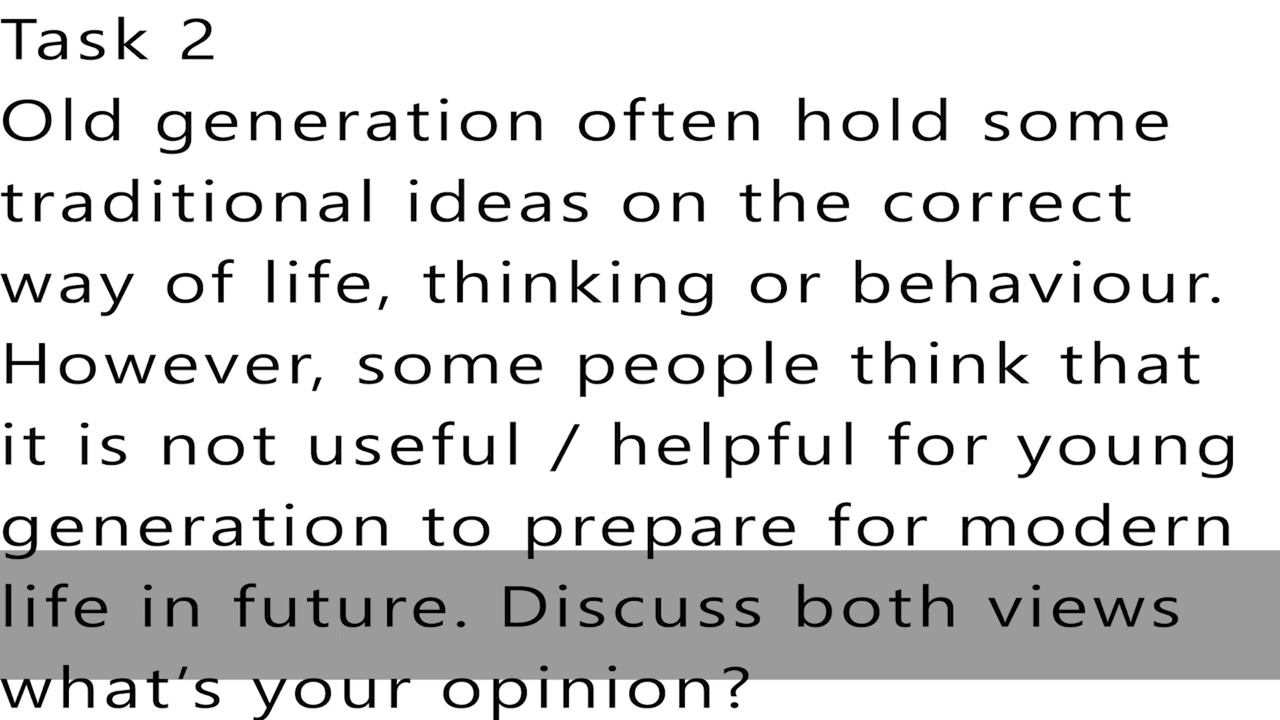 Task 2
Old generation often hold some
traditional ideas on the correct
way of life, thinking or behaviour.
However, some people think that
it is not useful / helpful for young
generation to prepare for modern
life in future. Discuss both views
what’s your opinion?